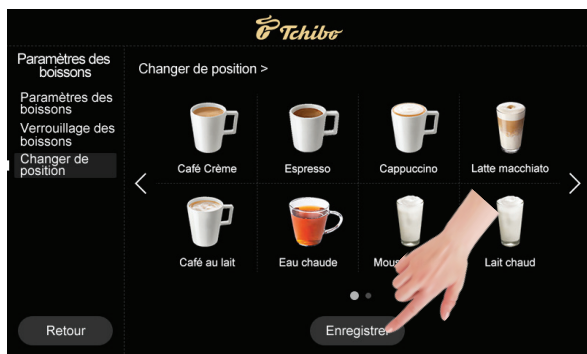 Tchibo
Paramètres des
boissons
Changer de position >
Paramètres des
boissons
Verrouillage des
boissons
Changer de
position
Café Crème
Espresso
Cappuccino
Latte macchiato
Café au lait
Eau chaude
Lait chaud
Retour
Enregistrer